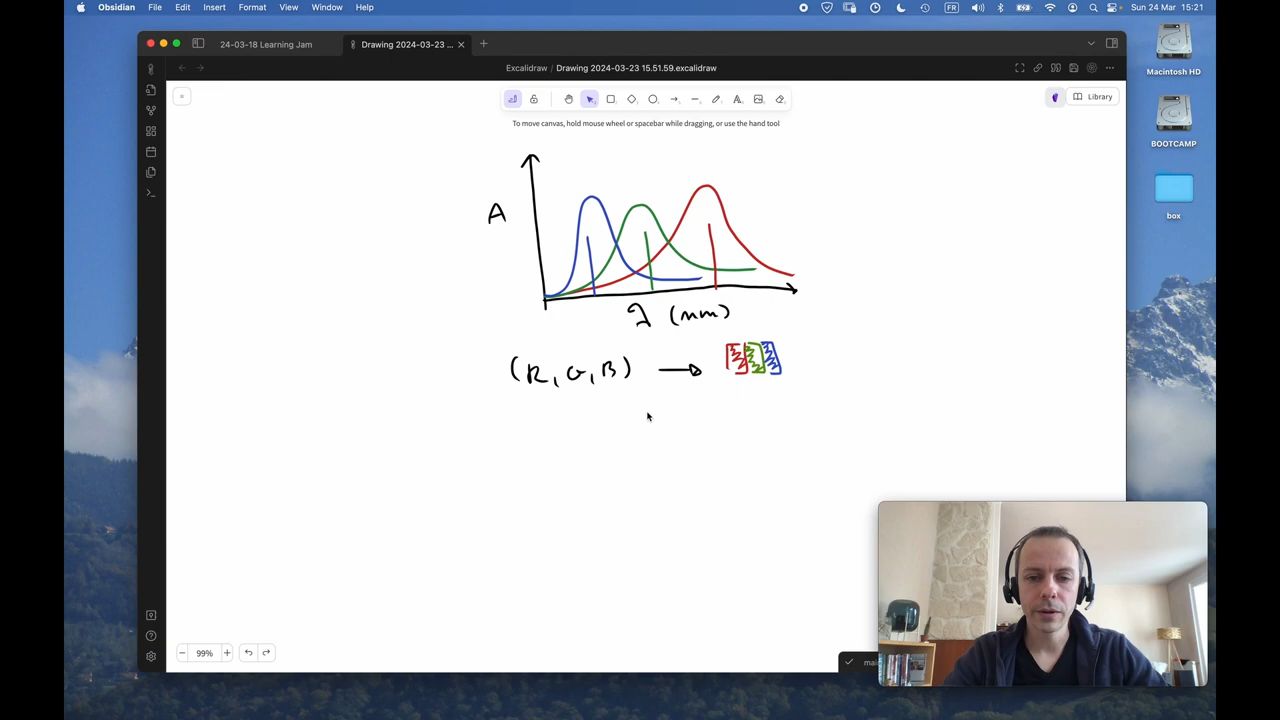 Obsidian File Edit Insert Format View Window Help FR Sun 24 Mar 15:21
24-03-18 Learning Jam Drawing 2024-03-23 ...
Excalidraw / Drawing 2024-03-23 15.51.59.excalidraw
Library
To move canvas, hold mouse wheel or spacebar while dragging, or use the hand tool
A
λ (nm)
(R, G, B)
99%
Macintosh HD
BOOTCAMP
box